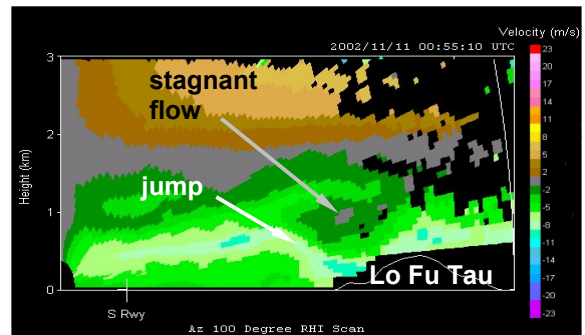 Velocity (m/s)
2002/11/11 00:55:10 UTC
3
2
1
0
Height (km)
stagnant
flow
jump
Lo Fu Tau
S Rwy
Az 100 Degree RHI Scan
23
20
17
14
11
8
5
2
-2
-5
-8
-11
-14
-17
-20
-23